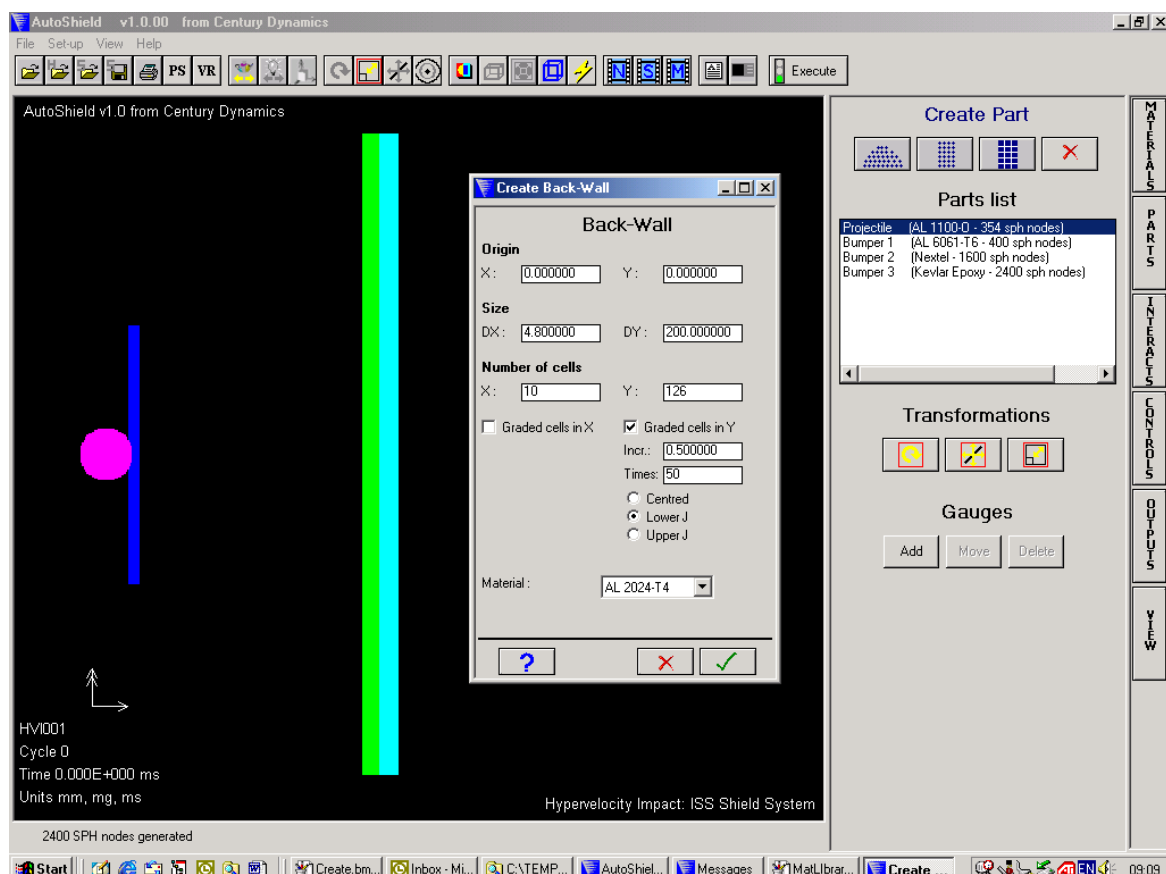 AutoShield v1.0.00 from Century Dynamics
File Set-up View Help
PS VR N S M Execute
AutoShield v1.0 from Century Dynamics
HVI001
Cycle 0
Time 0.000E+000 ms
Units mm, mg, ms
Hypervelocity Impact: ISS Shield System
2400 SPH nodes generated
Create Back-Wall
Back-Wall
Origin
X: 0.000000 Y: 0.000000
Size
DX: 4.800000 DY: 200.000000
Number of cells
X: 10 Y: 126
Graded cells in X Graded cells in Y
Incr.: 0.500000
Times: 50
Centred
Lower J
Upper J
Material: AL 2024-T4
?
Create Part
Parts list
Projectile (AL 1100-O - 354 sph nodes)
Bumper 1 (AL 6061-T6 - 400 sph nodes)
Bumper 2 (Nextel - 1600 sph nodes)
Bumper 3 (Kevlar Epoxy - 2400 sph nodes)
Transformations
Gauges
Add Move Delete
MATERIALS
PARTS
INTERACTS
CONTROLS
OUTPUTS
VIEW
Start Create.bm... Inbox - Mi... C:\TEMP... AutoShiel... Messages MatLIbrar... Create ... EN 09:09